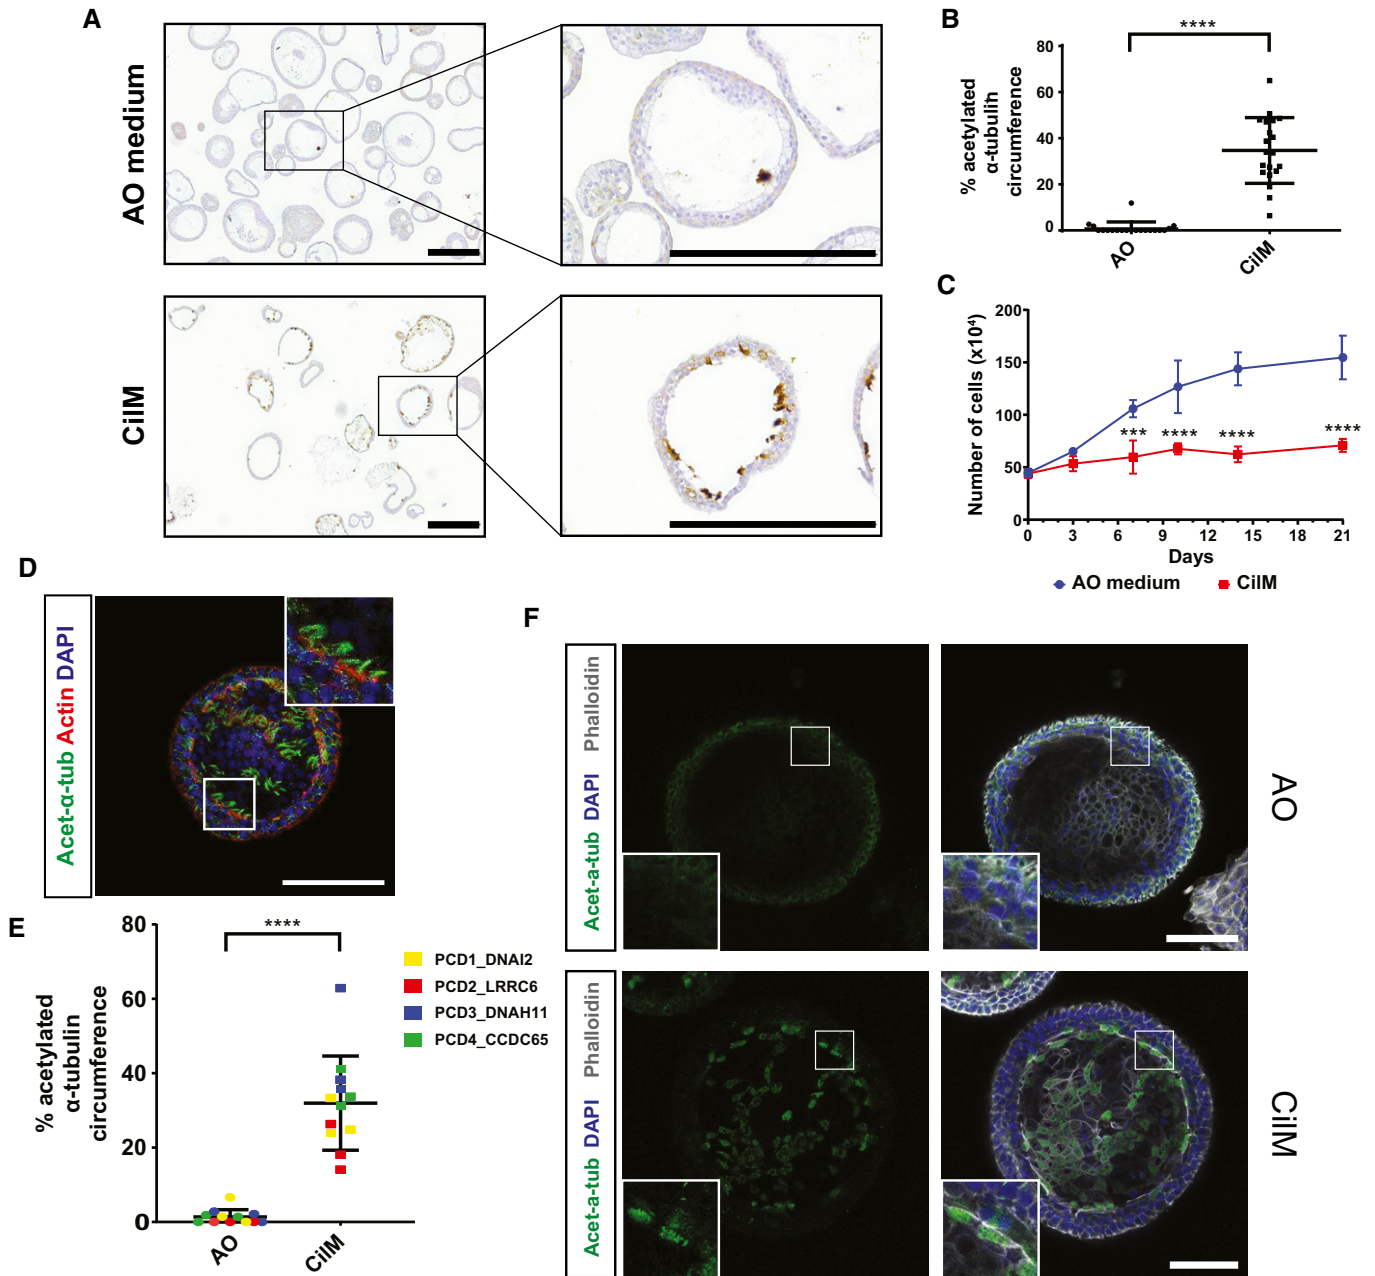 A
AO medium
CilM
B
****
% acetylated
α-tubulin
circumference
80
60
40
20
0
AO
CilM
C
Number of cells (x10⁴)
200
150
100
50
0
*** **** **** ****
0 3 6 9 12 15 18 21
Days
AO medium CilM
D
Acet-α-tub Actin DAPI
E
****
% acetylated
α-tubulin
circumference
80
60
40
20
0
AO
CilM
PCD1_DNAI2
PCD2_LRRC6
PCD3_DNAH11
PCD4_CCDC65
F
Acet-a-tub DAPI Phalloidin
AO
Acet-a-tub DAPI Phalloidin
CilM